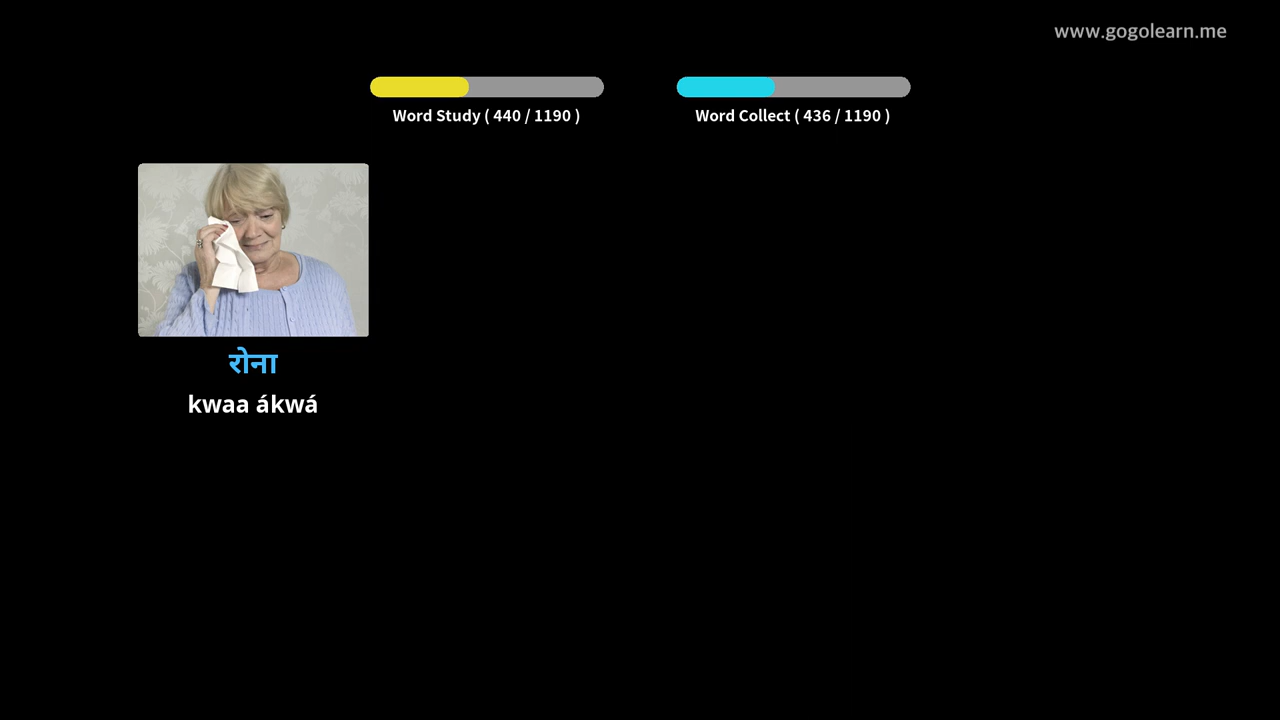 www.gogolearn.me
Word Study ( 440 / 1190 )
Word Collect ( 436 / 1190 )
रोना
kwaa ákwá